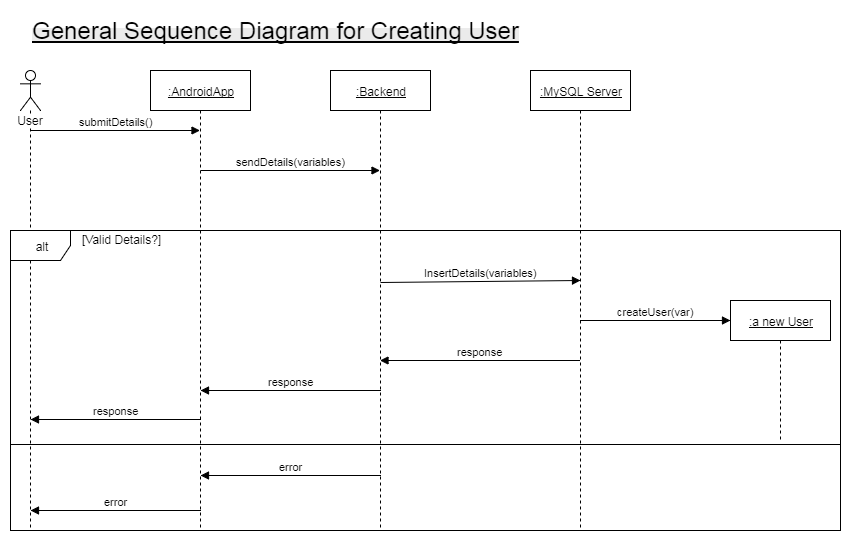 General Sequence Diagram for Creating User
:AndroidApp
:Backend
:MySQL Server
User
submitDetails()
sendDetails(variables)
alt
[Valid Details?]
InsertDetails(variables)
createUser(var)
:a new User
response
response
response
error
error